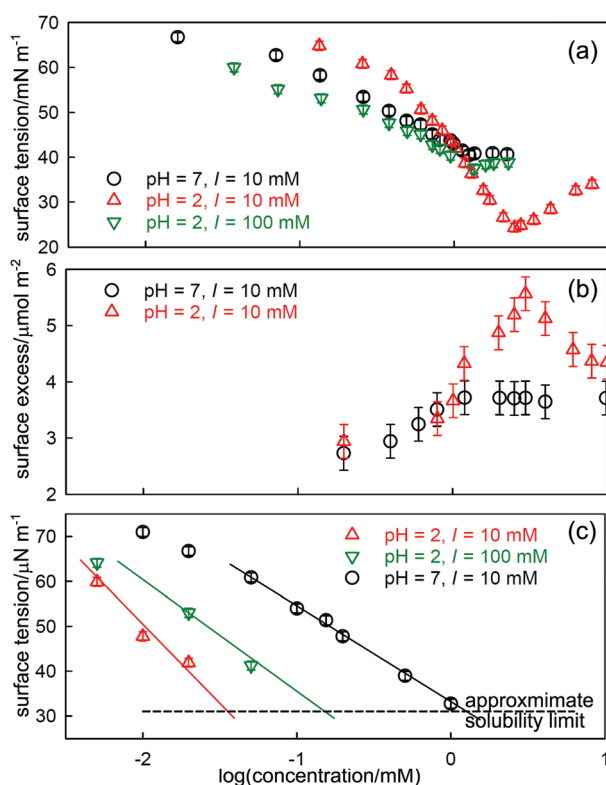 70
60
50
40
30
20
surface tension/mN m⁻¹
(a)
pH = 7, I = 10 mM
pH = 2, I = 10 mM
pH = 2, I = 100 mM
6
5
4
3
2
surface excess/μmol m⁻²
(b)
pH = 7, I = 10 mM
pH = 2, I = 10 mM
70
60
50
40
30
surface tension/μN m⁻¹
(c)
pH = 2, I = 10 mM
pH = 2, I = 100 mM
pH = 7, I = 10 mM
approxmimate
solubility limit
-2 -1 0 1
log(concentration/mM)